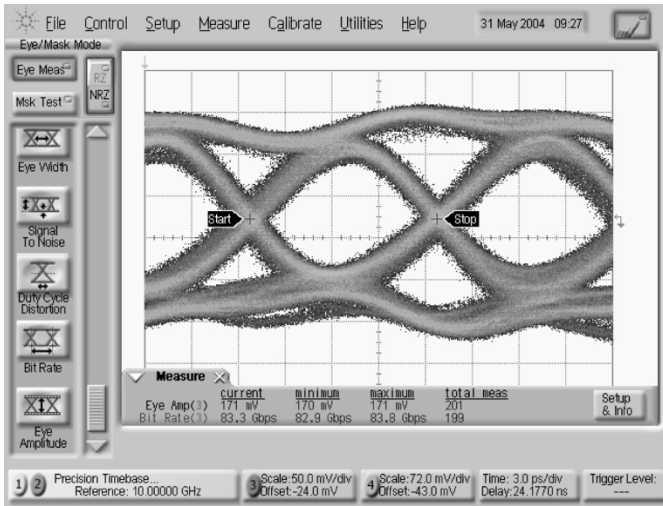 File Control Setup Measure Calibrate Utilities Help 31 May 2004 09:27
Eye/Mask Mode
Eye Meas
RZ
NRZ
Msk Test
Eye Width
Signal
To Noise
Duty Cycle
Distortion
Bit Rate
Eye
Amplitude
Start
Stop
Measure
current minimum maximum total meas
Eye Amp(3) 171 mV 170 mV 171 mV 201
Bit Rate(3) 83.3 Gbps 82.9 Gbps 83.8 Gbps 199
Setup
& Info
1 2 Precision Timebase...
Reference: 10.00000 GHz
3 Scale:50.0 mV/div
Offset:-24.0 mV
4 Scale:72.0 mV/div
Offset:-43.0 mV
Time: 3.0 ps/div
Delay:24.1770 ns
Trigger Level:
---